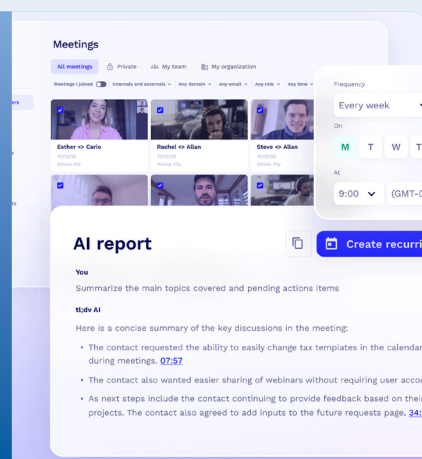 Meetings
All meetings Private My team My organization
Meetings I joined Internals and externals Any domain Any email Any role Any time
Frequency
Every week
On
M T W T
At
9:00 (GMT-0
Esther <> Carlo
Rachel <> Allan
Steve <> Allan
AI report
Create recurri
You
Summarize the main topics covered and pending actions items
tl;dv AI
Here is a concise summary of the key discussions in the meeting:
• The contact requested the ability to easily change tax templates in the calendar
during meetings. 07:57
• The contact also wanted easier sharing of webinars without requiring user accou
• As next steps include the contact continuing to provide feedback based on thei
projects. The contact also agreed to add inputs to the future requests page. 34: